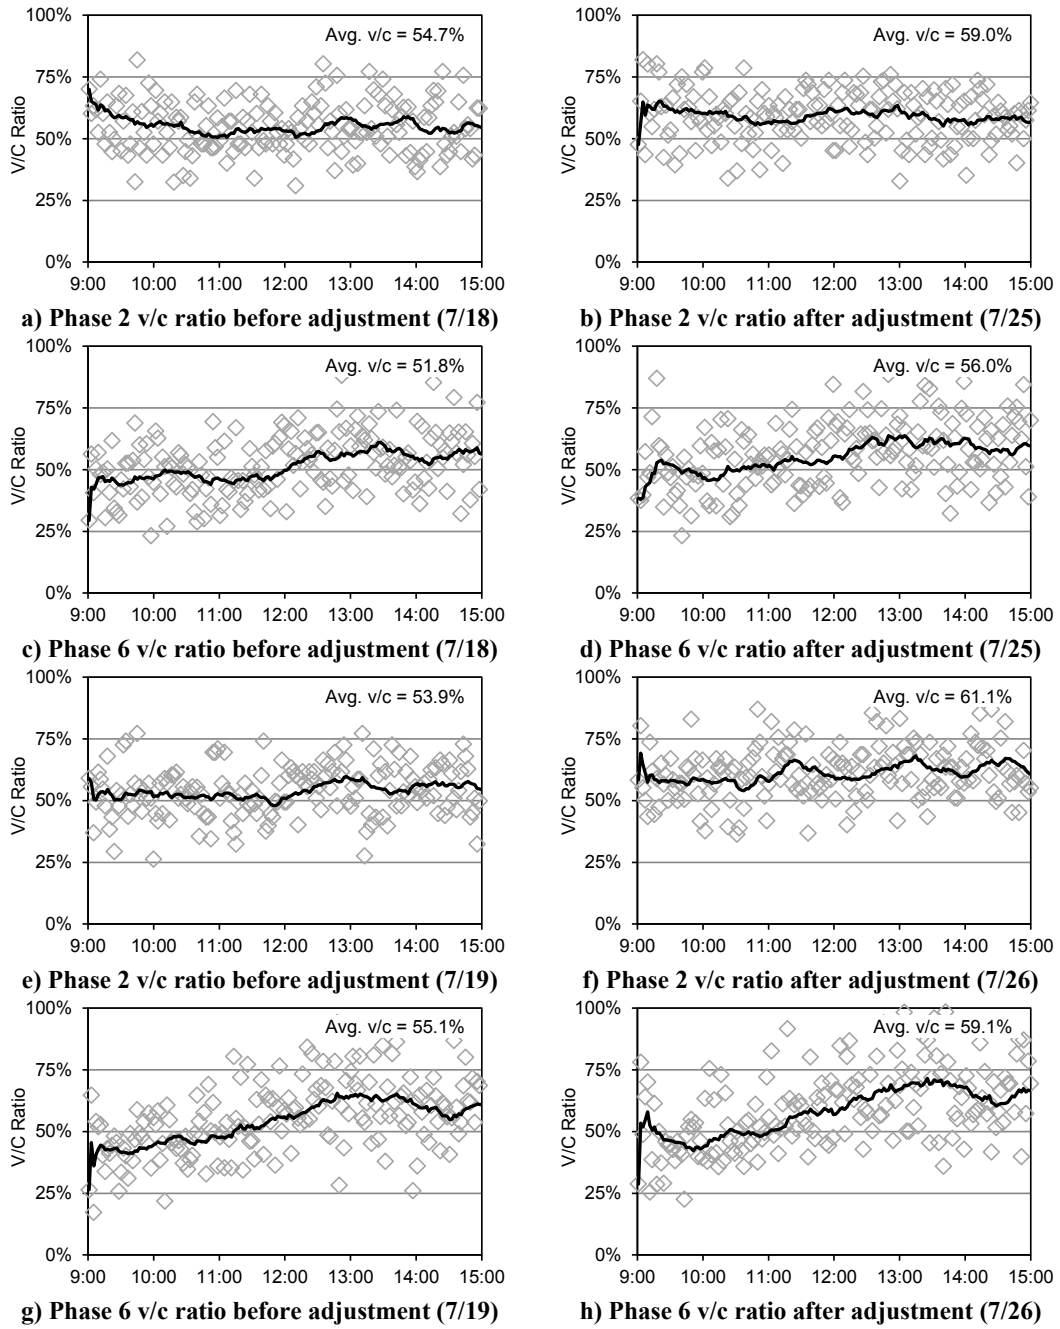 100%
Avg. v/c = 54.7%
75%
50%
25%
0%
V/C Ratio
9:00 10:00 11:00 12:00 13:00 14:00 15:00
a) Phase 2 v/c ratio before adjustment (7/18)
100%
Avg. v/c = 59.0%
75%
50%
25%
0%
V/C Ratio
9:00 10:00 11:00 12:00 13:00 14:00 15:00
b) Phase 2 v/c ratio after adjustment (7/25)
100%
Avg. v/c = 51.8%
75%
50%
25%
0%
V/C Ratio
9:00 10:00 11:00 12:00 13:00 14:00 15:00
c) Phase 6 v/c ratio before adjustment (7/18)
100%
Avg. v/c = 56.0%
75%
50%
25%
0%
V/C Ratio
9:00 10:00 11:00 12:00 13:00 14:00 15:00
d) Phase 6 v/c ratio after adjustment (7/25)
100%
Avg. v/c = 53.9%
75%
50%
25%
0%
V/C Ratio
9:00 10:00 11:00 12:00 13:00 14:00 15:00
e) Phase 2 v/c ratio before adjustment (7/19)
100%
Avg. v/c = 61.1%
75%
50%
25%
0%
V/C Ratio
9:00 10:00 11:00 12:00 13:00 14:00 15:00
f) Phase 2 v/c ratio after adjustment (7/26)
100%
Avg. v/c = 55.1%
75%
50%
25%
0%
V/C Ratio
9:00 10:00 11:00 12:00 13:00 14:00 15:00
g) Phase 6 v/c ratio before adjustment (7/19)
100%
Avg. v/c = 59.1%
75%
50%
25%
0%
V/C Ratio
9:00 10:00 11:00 12:00 13:00 14:00 15:00
h) Phase 6 v/c ratio after adjustment (7/26)